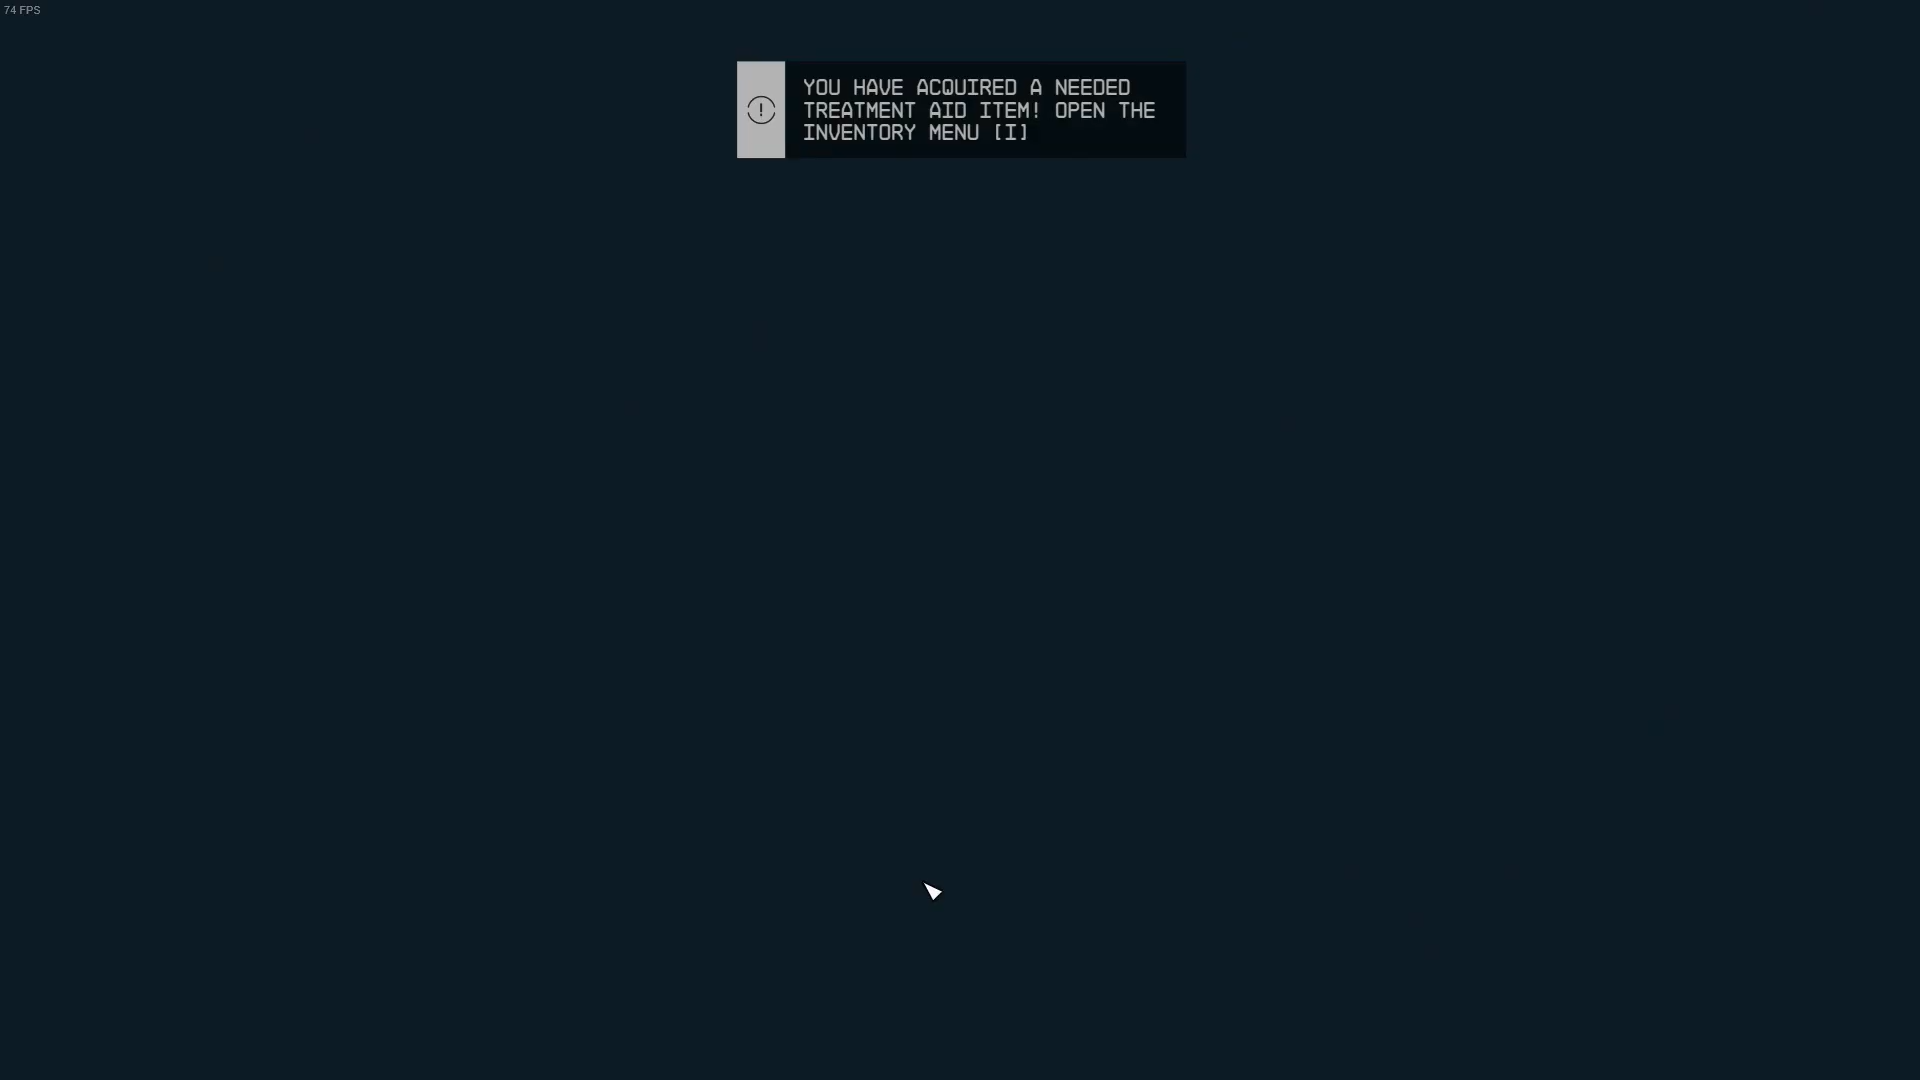 74 FPS
YOU HAVE ACQUIRED A NEEDED
TREATMENT AID ITEM! OPEN THE
INVENTORY MENU [I]